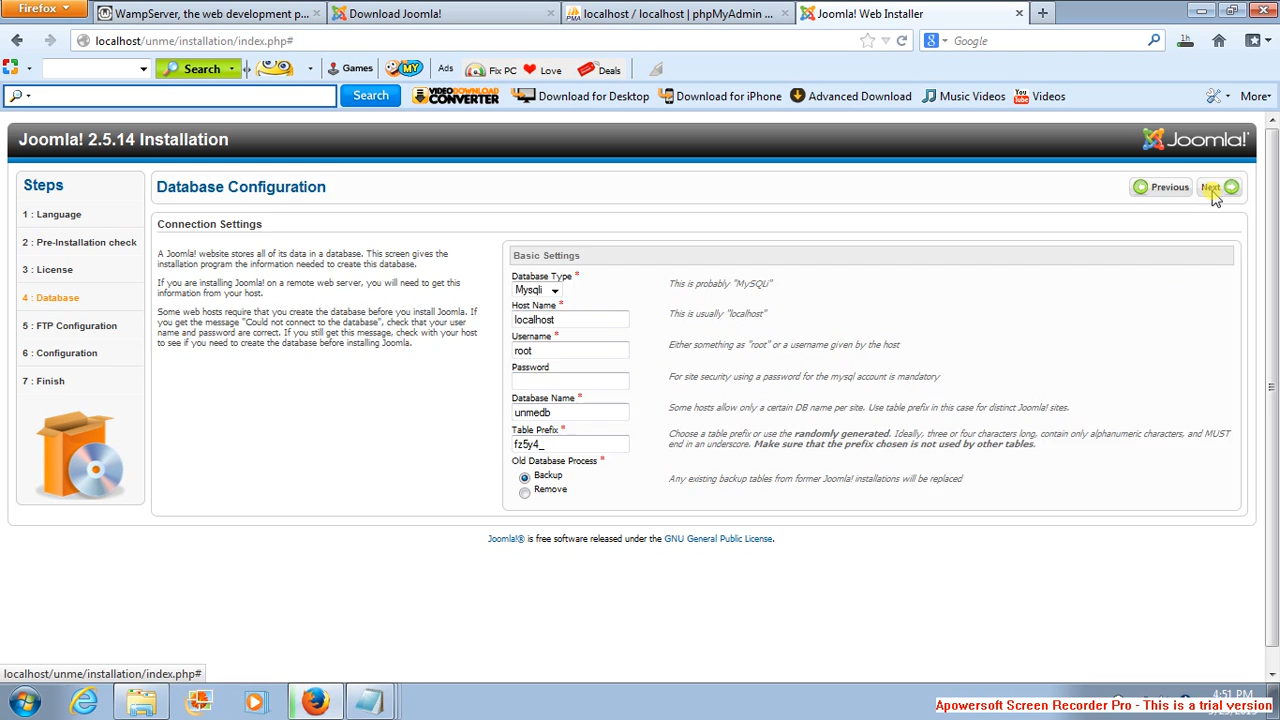 Firefox
WampServer, the web development p...
Download Joomla!
localhost / localhost | phpMyAdmin ...
Joomla! Web Installer
localhost/unme/installation/index.php#
Google
1h
Search
Games
MY
Ads
Fix PC
Love
Deals
Search
VIDEO DOWNLOAD CONVERTER
Download for Desktop
Download for iPhone
Advanced Download
Music Videos
You Tube
Videos
More
Joomla! 2.5.14 Installation
Joomla!
Steps
1 : Language
2 : Pre-Installation check
3 : License
4 : Database
5 : FTP Configuration
6 : Configuration
7 : Finish
Database Configuration
Previous
Next
Connection Settings
A Joomla! website stores all of its data in a database. This screen gives the
installation program the information needed to create this database.
If you are installing Joomla! on a remote web server, you will need to get this
information from your host.
Some web hosts require that you create the database before you install Joomla. If
you get the message "Could not connect to the database", check that your user
name and password are correct. If you still get this message, check with your host
to see if you need to create the database before installing Joomla.
Basic Settings
Database Type *
Mysqli
This is probably "MySQLi"
Host Name *
localhost
This is usually "localhost"
Username *
root
Either something as "root" or a username given by the host
Password
For site security using a password for the mysql account is mandatory
Database Name *
unmedb
Some hosts allow only a certain DB name per site. Use table prefix in this case for distinct Joomla! sites.
Table Prefix *
fz5y4_
Choose a table prefix or use the randomly generated. Ideally, three or four characters long, contain only alphanumeric characters, and MUST
end in an underscore. Make sure that the prefix chosen is not used by other tables.
Old Database Process *
Backup
Remove
Any existing backup tables from former Joomla! installations will be replaced
Joomla!® is free software released under the GNU General Public License.
localhost/unme/installation/index.php#
4:51 PM
Apowersoft Screen Recorder Pro - This is a trial version